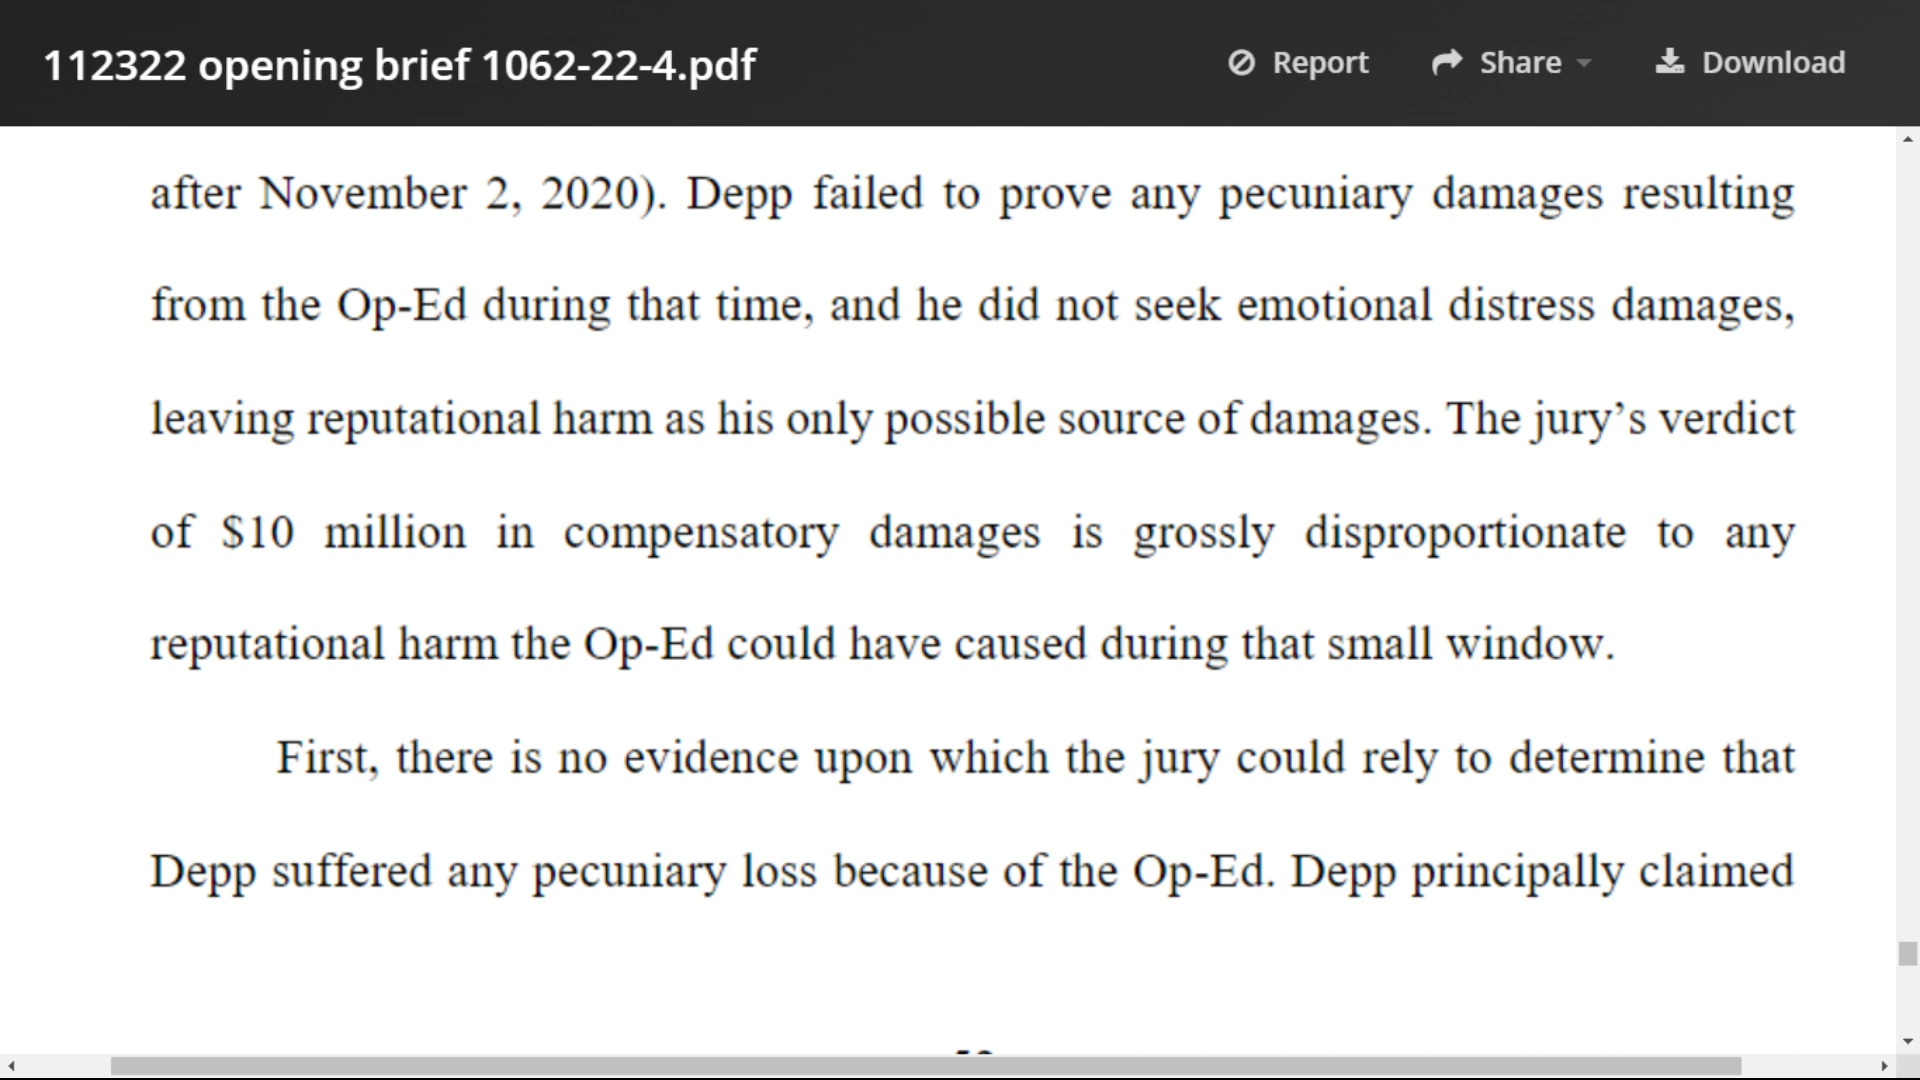 112322 opening brief 1062-22-4.pdf
Report
Share
Download
after November 2, 2020). Depp failed to prove any pecuniary damages resulting
from the Op-Ed during that time, and he did not seek emotional distress damages,
leaving reputational harm as his only possible source of damages. The jury’s verdict
of $10 million in compensatory damages is grossly disproportionate to any
reputational harm the Op-Ed could have caused during that small window.
First, there is no evidence upon which the jury could rely to determine that
Depp suffered any pecuniary loss because of the Op-Ed. Depp principally claimed